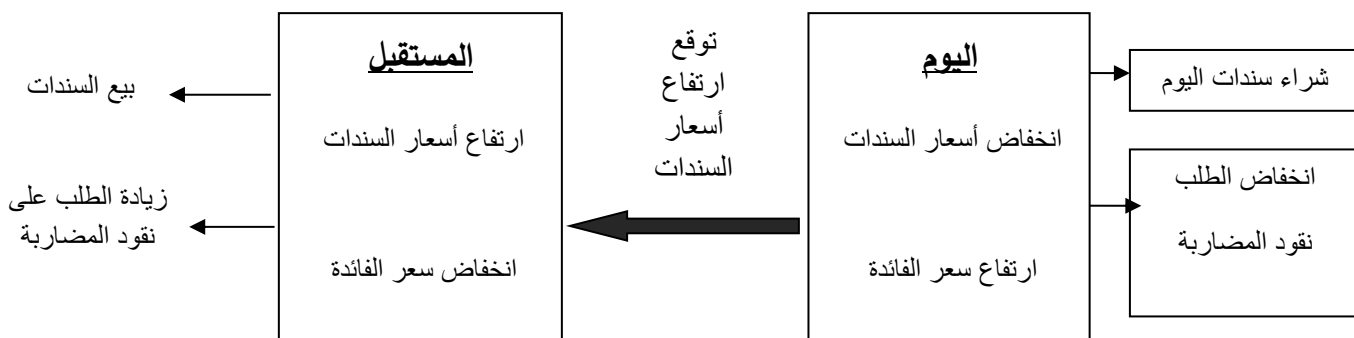 اليوم
انخفاض أسعار السندات
ارتفاع سعر الفائدة
شراء سندات اليوم
انخفاض الطلب
نقود المضاربة
توقع
ارتفاع
أسعار
السندات
المستقبل
ارتفاع أسعار السندات
انخفاض سعر الفائدة
بيع السندات
زيادة الطلب على
نقود المضاربة